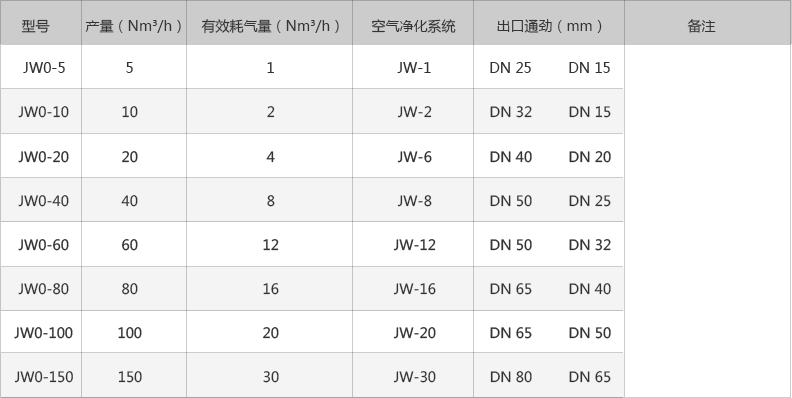 型号 产量（Nm³/h） 有效耗气量（Nm³/h） 空气净化系统 出口通劲（mm） 备注
JW0-5 5 1 JW-1 DN 25 DN 15
JW0-10 10 2 JW-2 DN 32 DN 15
JW0-20 20 4 JW-6 DN 40 DN 20
JW0-40 40 8 JW-8 DN 50 DN 25
JW0-60 60 12 JW-12 DN 50 DN 32
JW0-80 80 16 JW-16 DN 65 DN 40
JW0-100 100 20 JW-20 DN 65 DN 50
JW0-150 150 30 JW-30 DN 80 DN 65